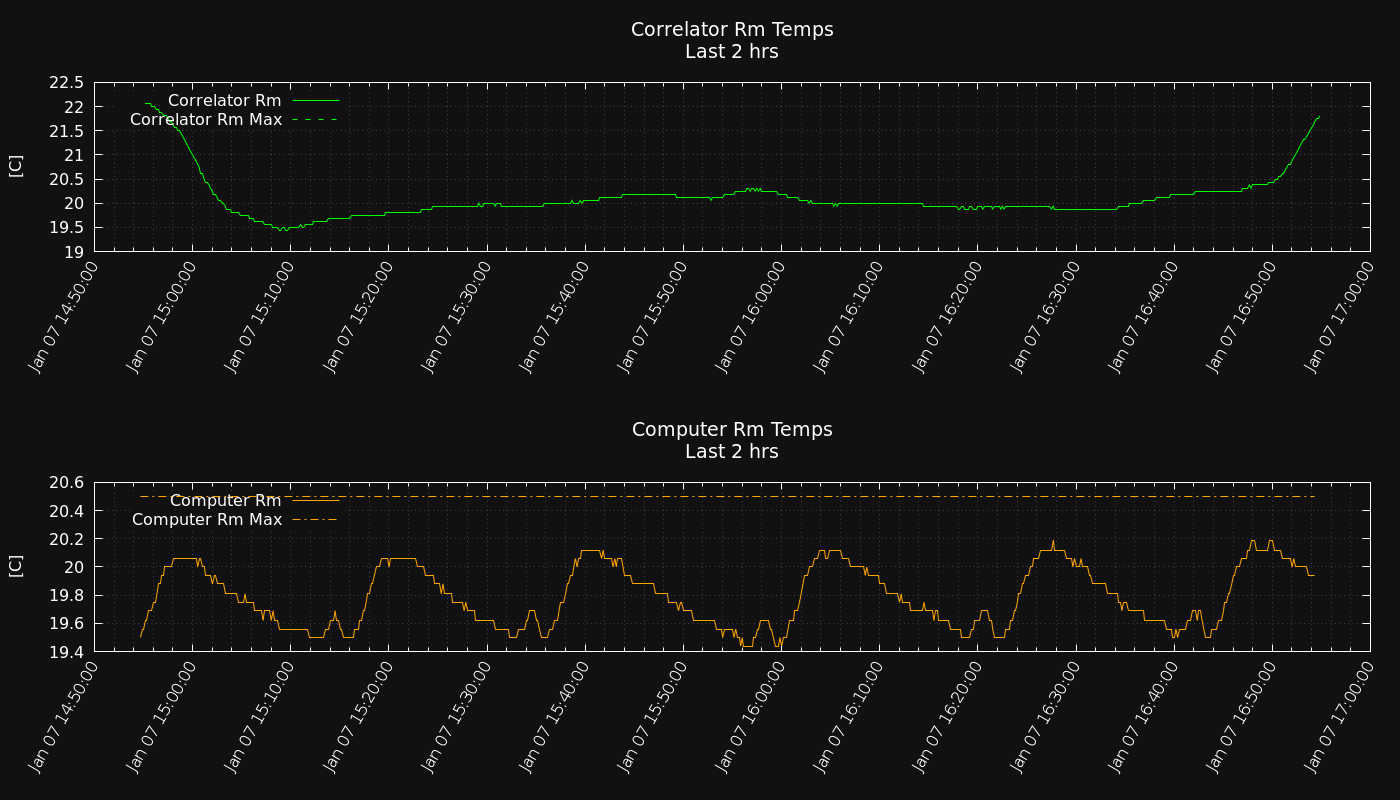 Correlator Rm Temps
Last 2 hrs
[C]
22.5
22
21.5
21
20.5
20
19.5
19
Correlator Rm
Correlator Rm Max
Jan 07 14:50:00
Jan 07 15:00:00
Jan 07 15:10:00
Jan 07 15:20:00
Jan 07 15:30:00
Jan 07 15:40:00
Jan 07 15:50:00
Jan 07 16:00:00
Jan 07 16:10:00
Jan 07 16:20:00
Jan 07 16:30:00
Jan 07 16:40:00
Jan 07 16:50:00
Jan 07 17:00:00
Computer Rm Temps
Last 2 hrs
[C]
20.6
20.4
20.2
20
19.8
19.6
19.4
Computer Rm
Computer Rm Max
Jan 07 14:50:00
Jan 07 15:00:00
Jan 07 15:10:00
Jan 07 15:20:00
Jan 07 15:30:00
Jan 07 15:40:00
Jan 07 15:50:00
Jan 07 16:00:00
Jan 07 16:10:00
Jan 07 16:20:00
Jan 07 16:30:00
Jan 07 16:40:00
Jan 07 16:50:00
Jan 07 17:00:00